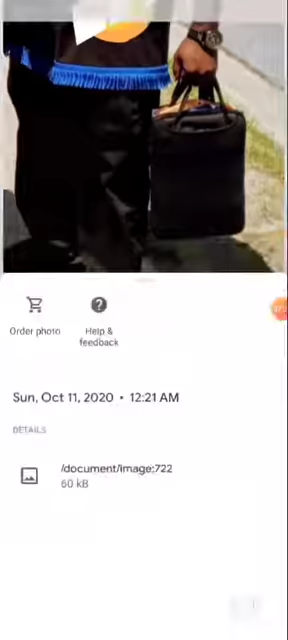 Order photo
Help &
feedback
Sun, Oct 11, 2020 • 12:21 AM
DETAILS
/document/image:722
60 kB